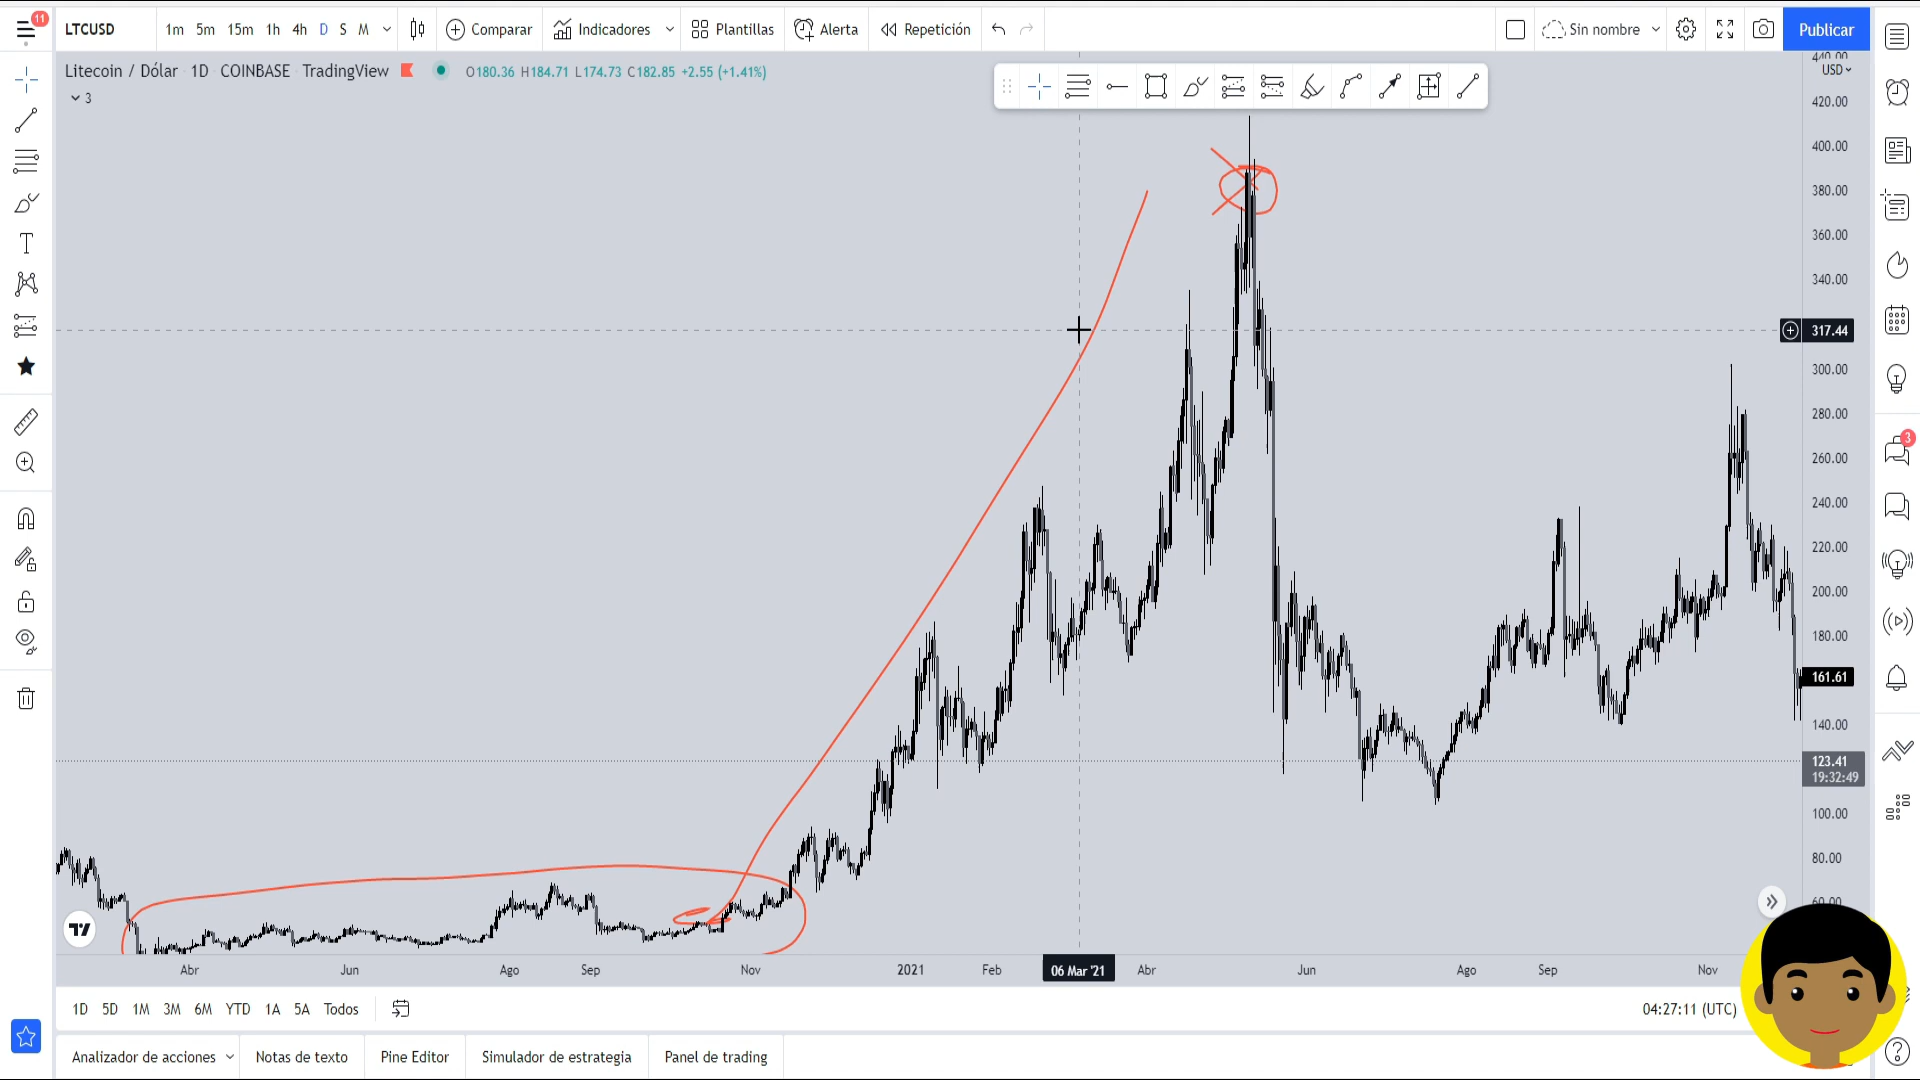 11
LTCUSD
1m 5m 15m 1h 4h D S M
Comparar
Indicadores
Plantillas
Alerta
Repetición
Sin nombre
Publicar
Litecoin / Dólar 1D COINBASE TradingView O180.36 H184.71 L174.73 C182.85 +2.55 (+1.41%)
3
USD
420.00
400.00
380.00
360.00
340.00
317.44
300.00
280.00
260.00
240.00
220.00
200.00
180.00
161.61
140.00
123.41
19:32:49
100.00
80.00
3
T
Abr Jun Ago Sep Nov 2021 Feb 06 Mar '21 Abr Jun Ago Sep Nov
1D 5D 1M 3M 6M YTD 1A 5A Todos
04:27:11 (UTC)
Analizador de acciones Notas de texto Pine Editor Simulador de estrategia Panel de trading